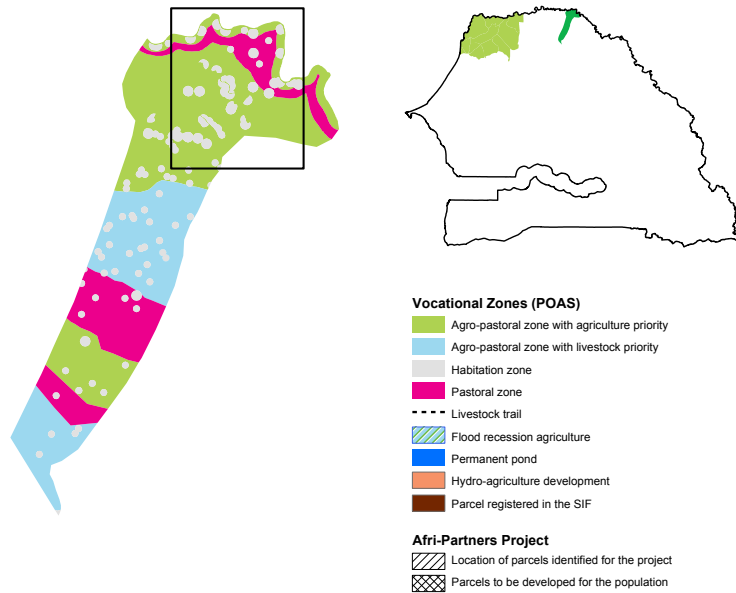 Vocational Zones (POAS)
Agro-pastoral zone with agriculture priority
Agro-pastoral zone with livestock priority
Habitation zone
Pastoral zone
Livestock trail
Flood recession agriculture
Permanent pond
Hydro-agriculture development
Parcel registered in the SIF
Afri-Partners Project
Location of parcels identified for the project
Parcels to be developed for the population